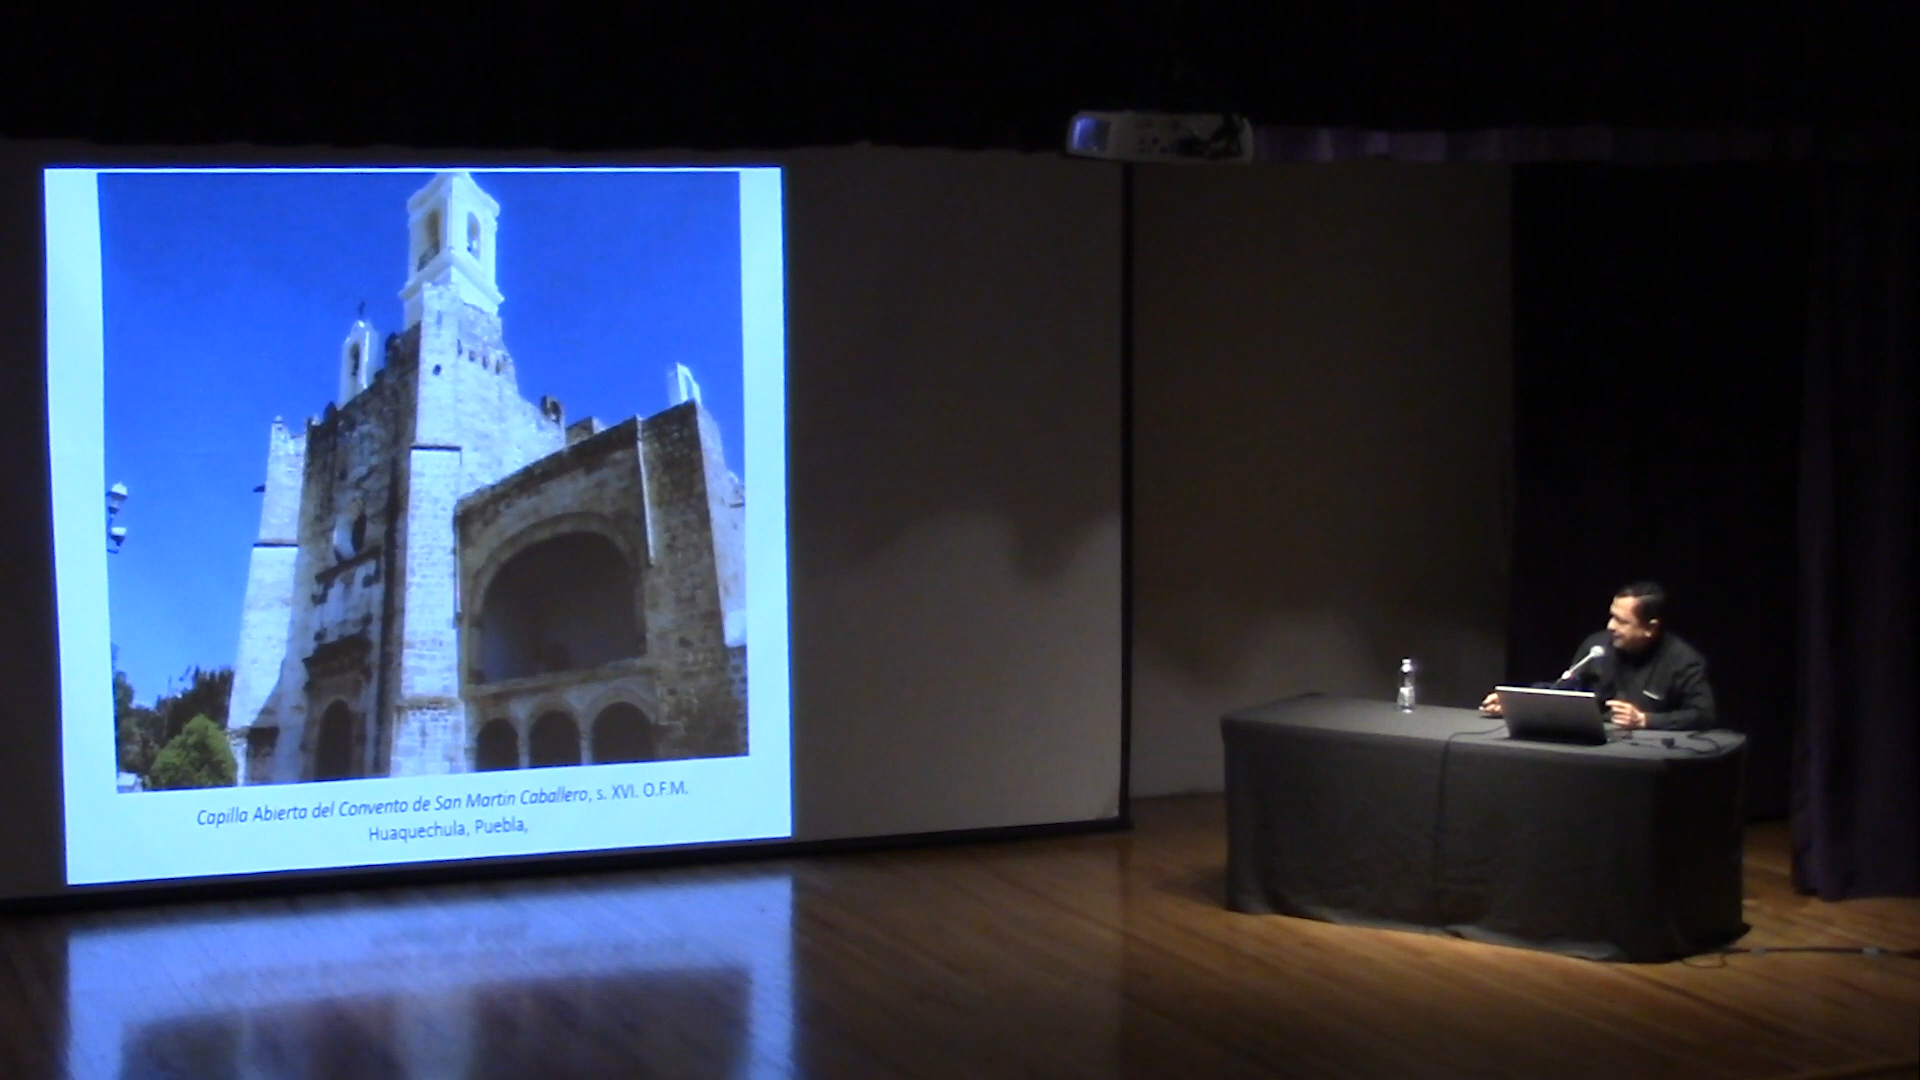 Capilla Abierta del Convento de San Martin Caballero, s. XVI. O.F.M.
Huaquechula, Puebla,